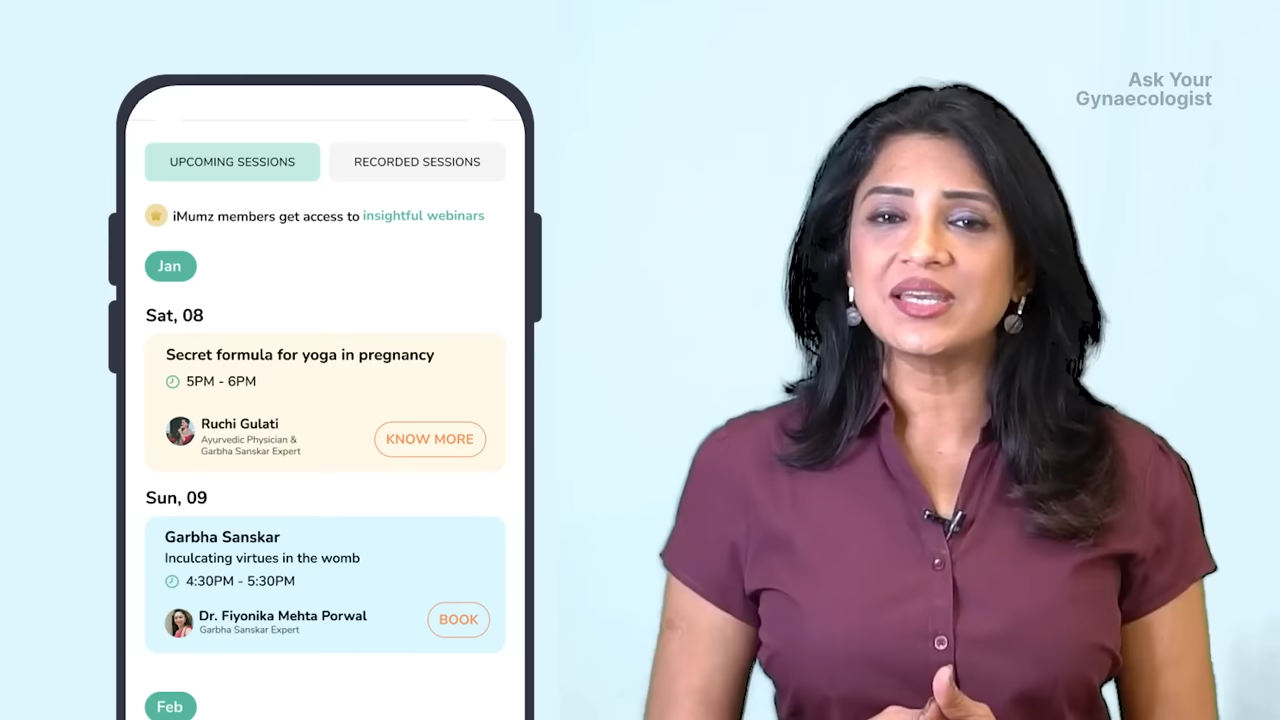 Ask Your
Gynaecologist
UPCOMING SESSIONS
RECORDED SESSIONS
iMumz members get access to insightful webinars
Jan
Sat, 08
Secret formula for yoga in pregnancy
5PM - 6PM
Ruchi Gulati
Ayurvedic Physician &
Garbha Sanskar Expert
KNOW MORE
Sun, 09
Garbha Sanskar
Inculcating virtues in the womb
4:30PM - 5:30PM
Dr. Fiyonika Mehta Porwal
Garbha Sanskar Expert
BOOK
Feb